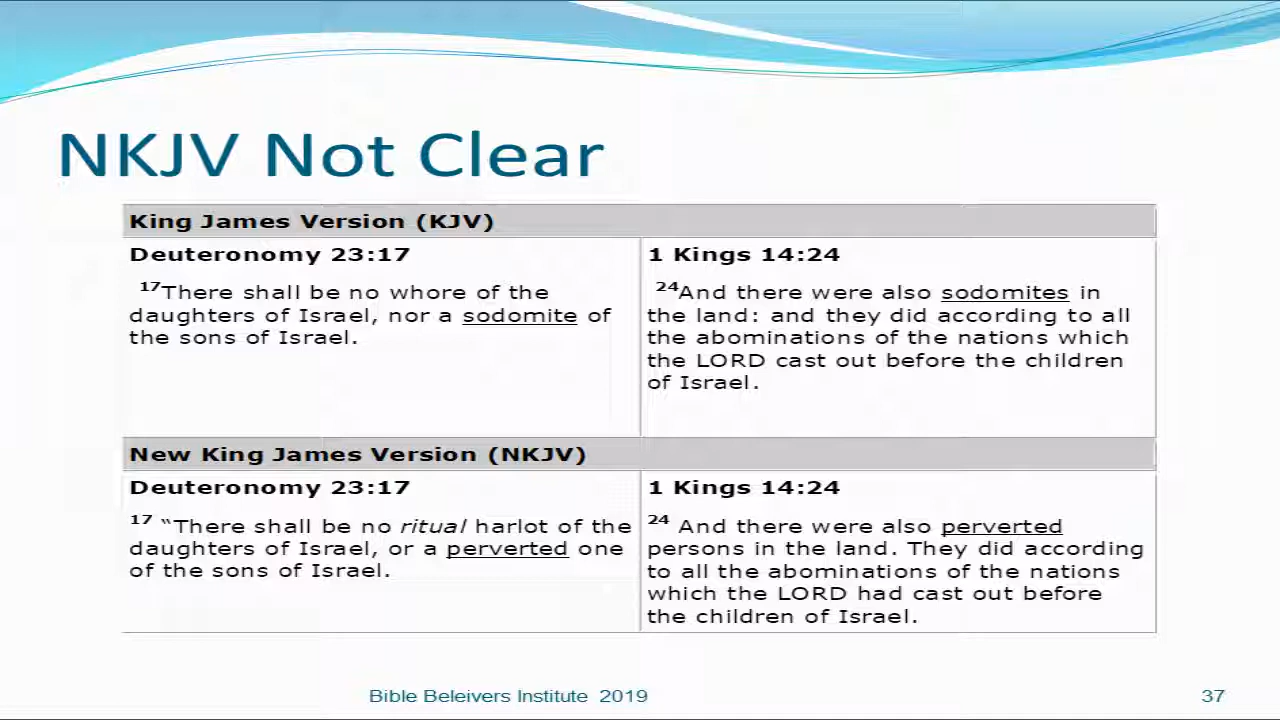 NKJV Not Clear
King James Version (KJV)
Deuteronomy 23:17
17There shall be no whore of the
daughters of Israel, nor a sodomite of
the sons of Israel.
1 Kings 14:24
24And there were also sodomites in
the land: and they did according to all
the abominations of the nations which
the LORD cast out before the children
of Israel.
New King James Version (NKJV)
Deuteronomy 23:17
17 “There shall be no ritual harlot of the
daughters of Israel, or a perverted one
of the sons of Israel.
1 Kings 14:24
24 And there were also perverted
persons in the land. They did according
to all the abominations of the nations
which the LORD had cast out before
the children of Israel.
Bible Beleivers Institute 2019
37